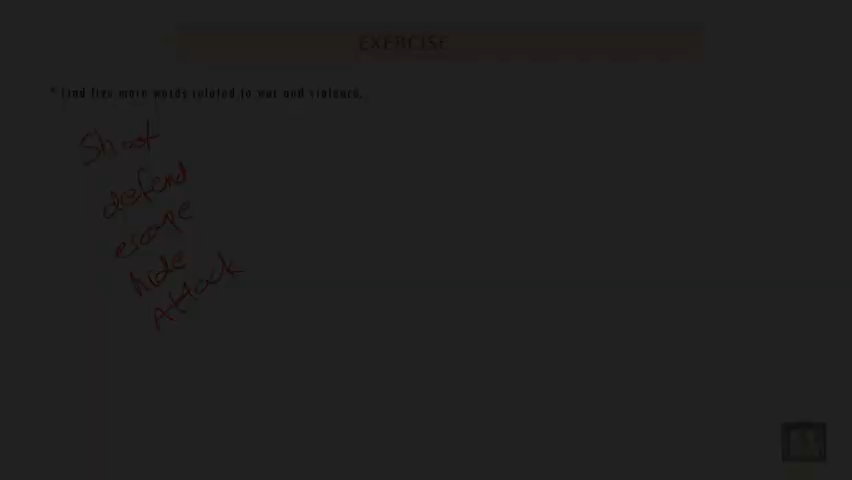 EXERCISE
* Find five more words related to war and violence.
Shoot
defend
escape
hide
Attack